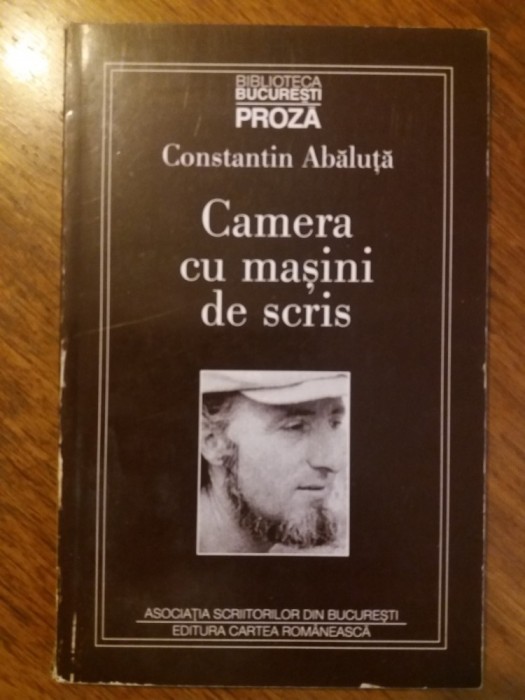 BIBLIOTECA
BUCUREȘTI
PROZĂ
Constantin Abăluță
Camera
cu mașini
de scris
ASOCIAȚIA SCRIITORILOR DIN BUCUREȘTI
EDITURA CARTEA ROMÂNEASCĂ